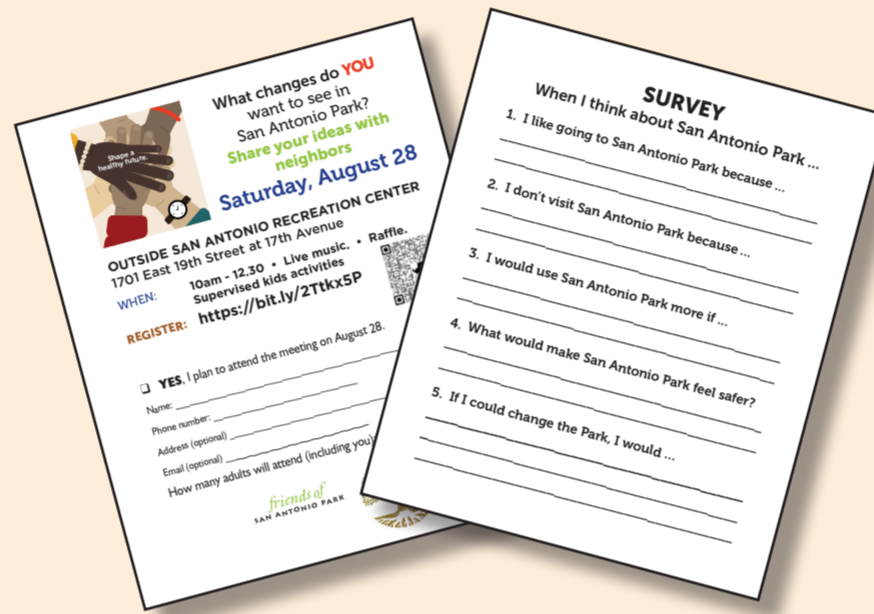 What changes do YOU
want to see in
San Antonio Park?
Share your ideas with
neighbors
Saturday, August 28
Shape a
healthy future.
OUTSIDE SAN ANTONIO RECREATION CENTER
1701 East 19th Street at 17th Avenue
WHEN: 10am - 12.30 • Live music. • Raffle.
Supervised kids activities
REGISTER: https://bit.ly/2Ttkx5P
❏ YES, I plan to attend the meeting on August 28.
Name:
Phone number:
Address (optional)
Email (optional)
How many adults will attend (including you)
friends of
SAN ANTONIO PARK
SURVEY
When I think about San Antonio Park ...
1. I like going to San Antonio Park because ...
2. I don't visit San Antonio Park because ...
3. I would use San Antonio Park more if ...
4. What would make San Antonio Park feel safer?
5. If I could change the Park, I would ...